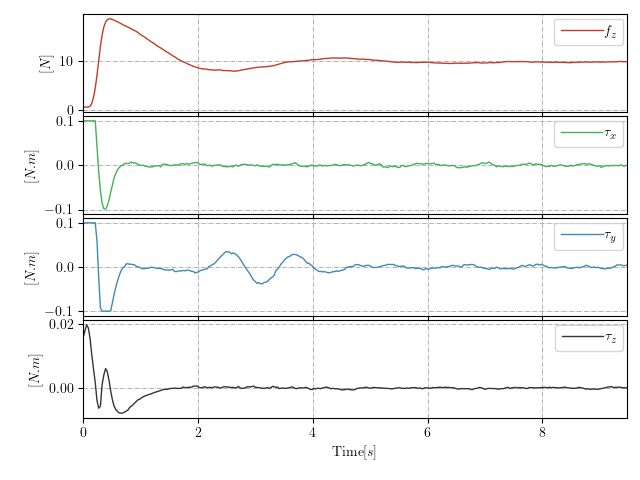 [N]
10
0
f_z
[N.m]
0.1
0.0
−0.1
τ_x
[N.m]
0.1
0.0
−0.1
τ_y
[N.m]
0.02
0.00
τ_z
0 2 4 6 8
Time[s]